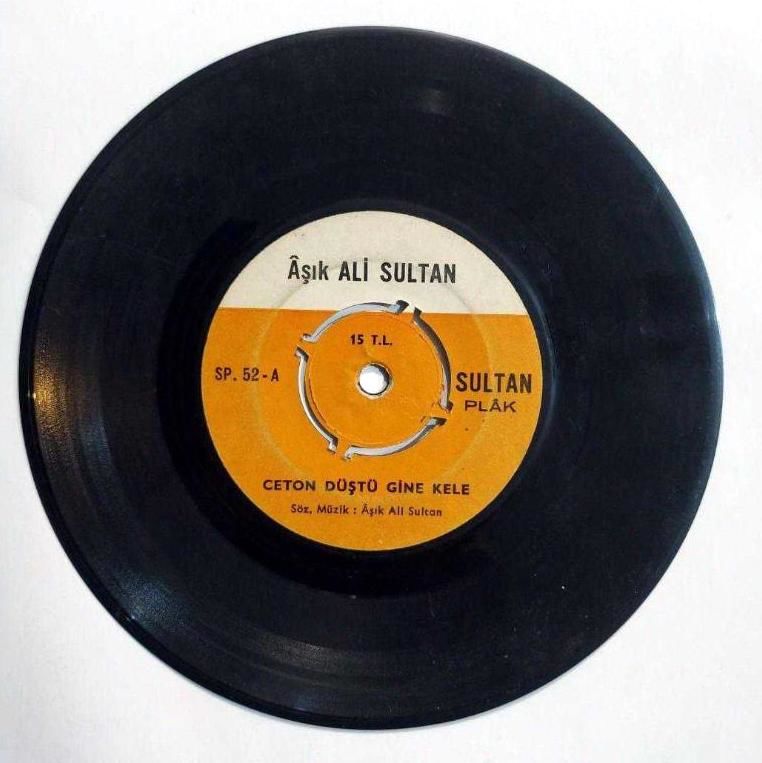 Âşık ALİ SULTAN
15 T.L.
SP. 52-A
SULTAN
PLÂK
CETON DÜŞTÜ GİNE KELE
Söz, Müzik : Âşık Ali Sultan